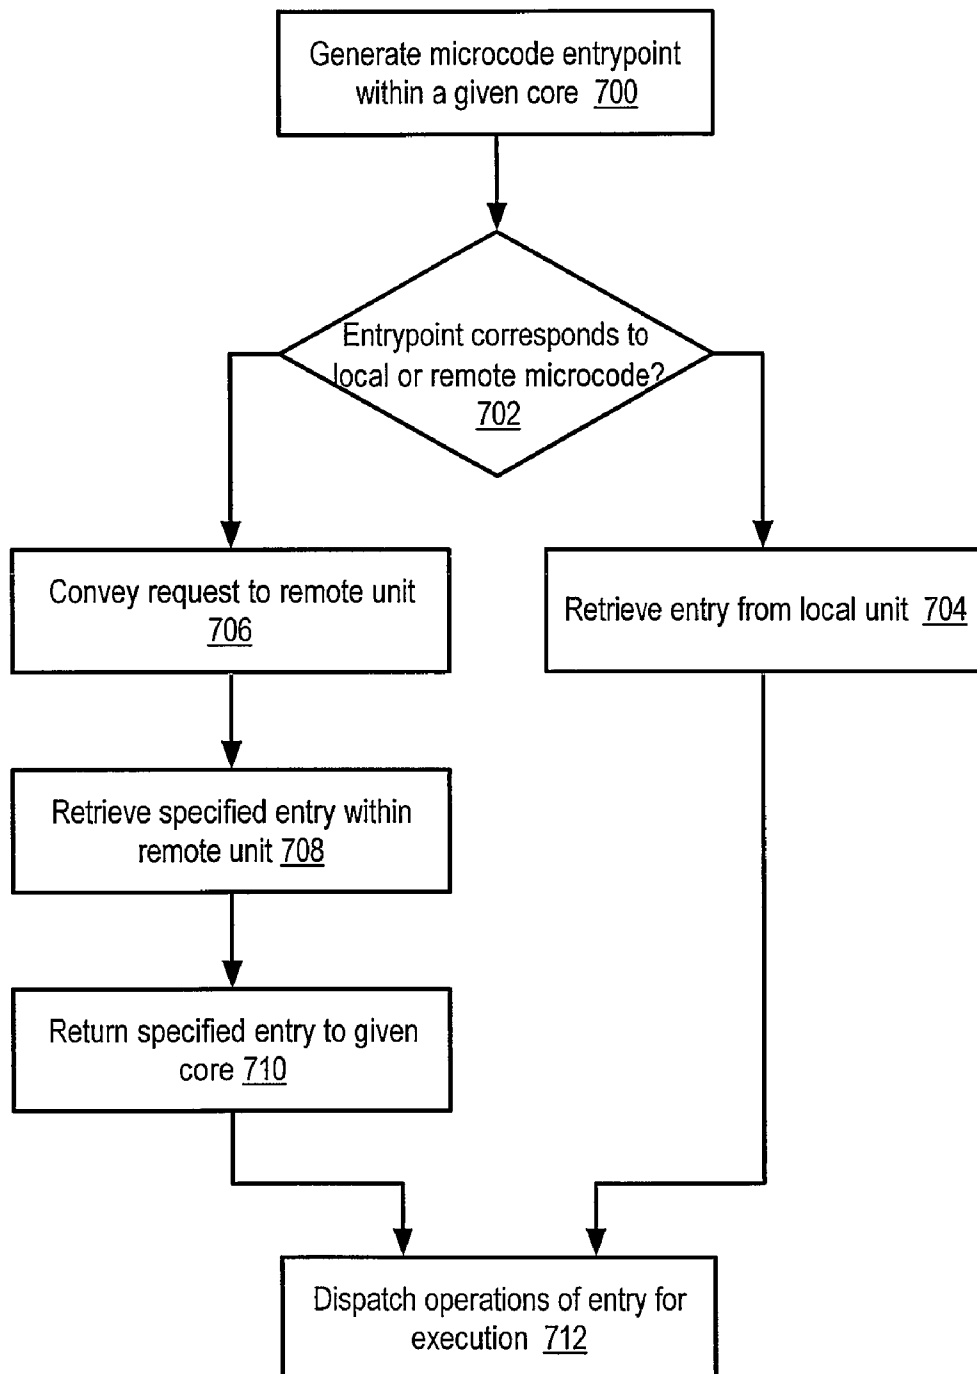 Generate microcode entrypoint
within a given core 700
Entrypoint corresponds to
local or remote microcode?
702
Convey request to remote unit
706
Retrieve entry from local unit 704
Retrieve specified entry within
remote unit 708
Return specified entry to given
core 710
Dispatch operations of entry for
execution 712